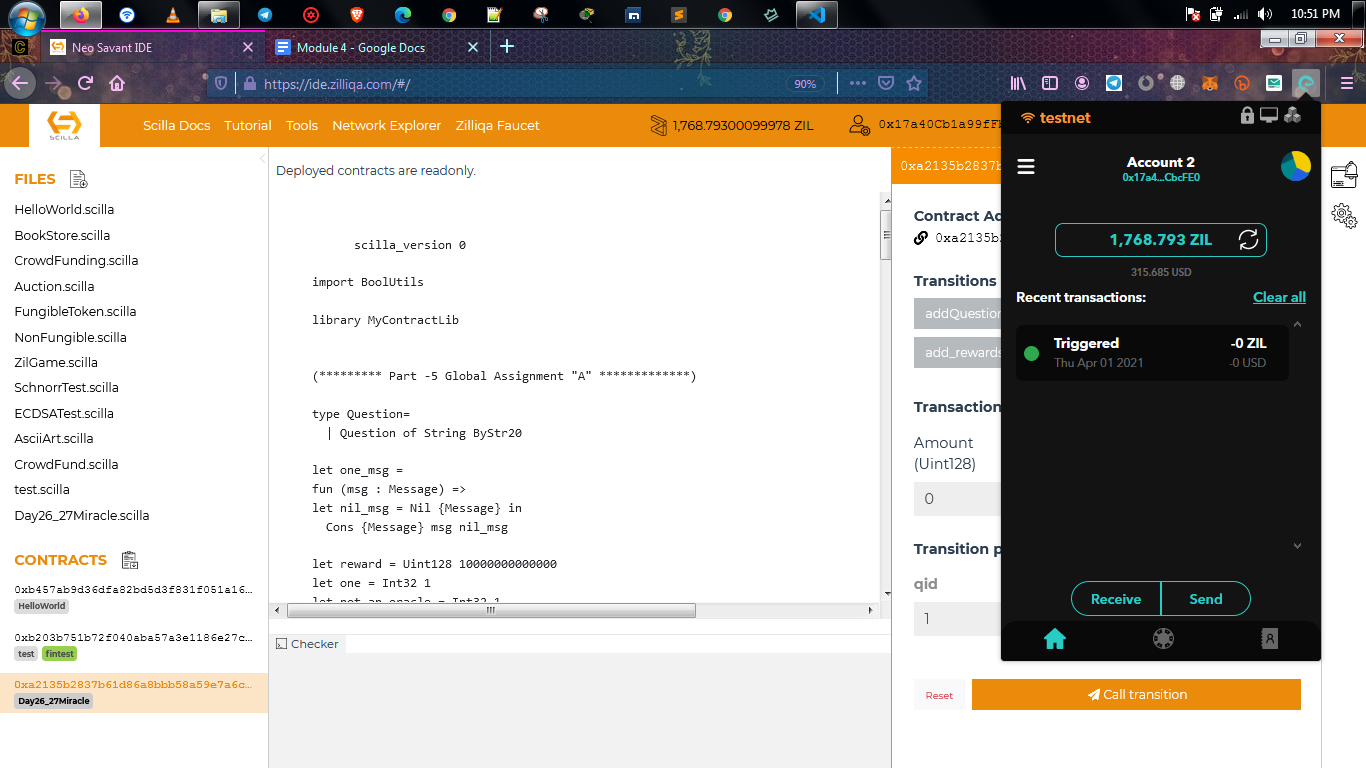 10:51 PM
Neo Savant IDE
Module 4 - Google Docs
https://ide.zilliqa.com/#/
90%
SCILLA
Scilla Docs
Tutorial
Tools
Network Explorer
Zilliqa Faucet
1,768.79300099978 ZIL
FILES
HelloWorld.scilla
BookStore.scilla
CrowdFunding.scilla
Auction.scilla
FungibleToken.scilla
NonFungible.scilla
ZilGame.scilla
SchnorrTest.scilla
ECDSATest.scilla
AsciiArt.scilla
CrowdFund.scilla
test.scilla
Day26_27Miracle.scilla
CONTRACTS
0xb457ab9d36dfa82bd5d3f831f051a16...
HelloWorld
0xb203b751b72f040aba57a3e1186e27c...
test
fintest
0xa2135b2837b61d86a8bbb58a59e7a6c...
Day26_27Miracle
Deployed contracts are readonly.
scilla_version 0
import BoolUtils
library MyContractLib
(********* Part -5 Global Assignment "A" *************)
type Question=
| Question of String ByStr20
let one_msg =
fun (msg : Message) =>
let nil_msg = Nil {Message} in
Cons {Message} msg nil_msg
let reward = Uint128 10000000000000
let one = Int32 1
let not_an_oracle = Int32 1
Checker
0xa2135b2837b
Contract Ad
0xa2135b2
Transitions
addQuestion
add_rewards
Transaction
Amount
(Uint128)
0
Transition p
qid
1
Reset
Call transition
testnet
Account 2
0x17a4...CbcFE0
1,768.793 ZIL
315.685 USD
Recent transactions:
Clear all
Triggered
-0 ZIL
Thu Apr 01 2021
-0 USD
Receive
Send